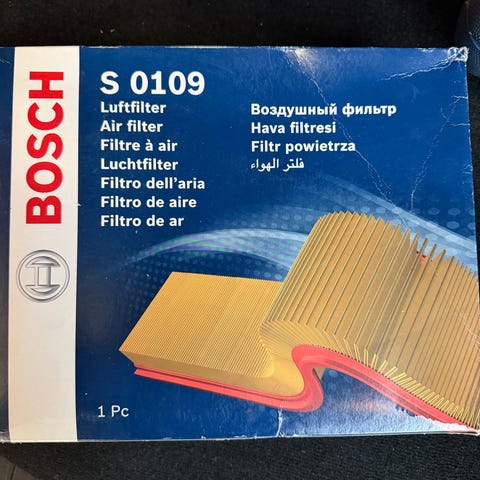 BOSCH
S 0109
Luftfilter
Air filter
Filtre à air
Luchtfilter
Filtro dell'aria
Filtro de aire
Filtro de ar
Воздушный фильтр
Hava filtresi
Filtr powietrza
فلتر الهواء
1 Pc